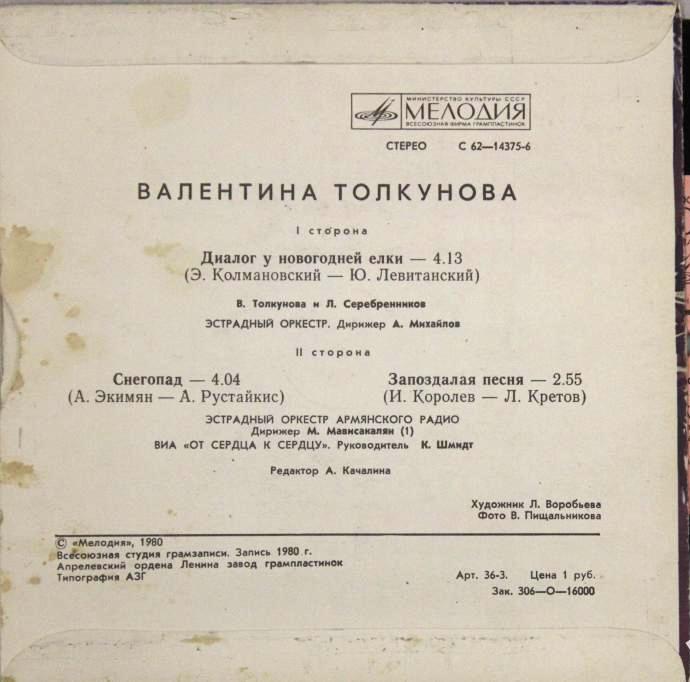 МИНИСТЕРСТВО КУЛЬТУРЫ СССР
МЕЛОДИЯ
ВСЕСОЮЗНАЯ ФИРМА ГРАМПЛАСТИНОК
СТЕРЕО С 62—14375-6
ВАЛЕНТИНА ТОЛКУНОВА
I сторона
Диалог у новогодней елки — 4.13
(Э. Колмановский — Ю. Левитанский)
В. Толкунова и Л. Серебренников
ЭСТРАДНЫЙ ОРКЕСТР. Дирижер А. Михайлов
II сторона
Снегопад — 4.04 Запоздалая песня — 2.55
(А. Экимян — А. Рустайкис) (И. Королев — Л. Кретов)
ЭСТРАДНЫЙ ОРКЕСТР АРМЯНСКОГО РАДИО
Дирижер М. Мависакалян (1)
ВИА «ОТ СЕРДЦА К СЕРДЦУ». Руководитель К. Шмидт
Редактор А. Качалина
Художник Л. Воробьева
Фото В. Пищальникова
© «Мелодия», 1980
Всесоюзная студия грамзаписи. Запись 1980 г.
Апрелевский ордена Ленина завод грампластинок
Типография АЗГ Арт. 36-3. Цена 1 руб.
Зак. 306—О—16000